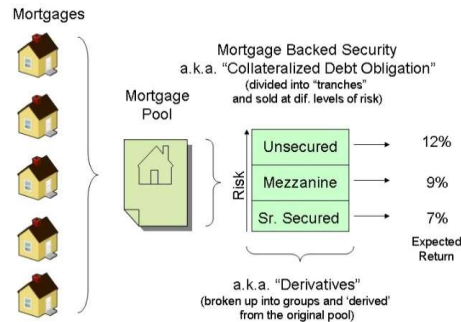 Mortgages
Mortgage Backed Security
a.k.a. “Collateralized Debt Obligation”
(divided into “tranches”
and sold at dif. levels of risk)
Mortgage
Pool
Risk
Unsecured
12%
Mezzanine
9%
Sr. Secured
7%
Expected
Return
a.k.a. “Derivatives”
(broken up into groups and ‘derived’
from the original pool)